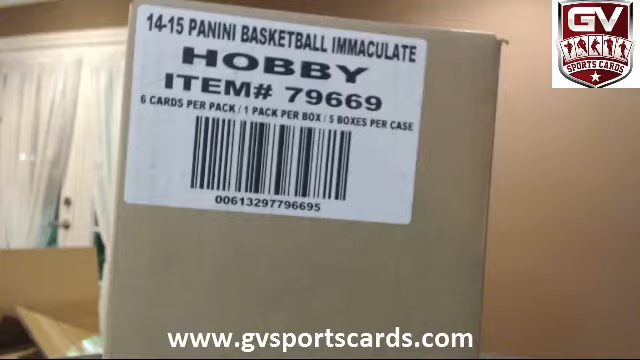 14-15 PANINI BASKETBALL IMMACULATE
HOBBY
ITEM# 79669
6 CARDS PER PACK / 1 PACK PER BOX / 5 BOXES PER CASE
00613297796695
GV
SPORTS CARDS
www.gvsportscards.com